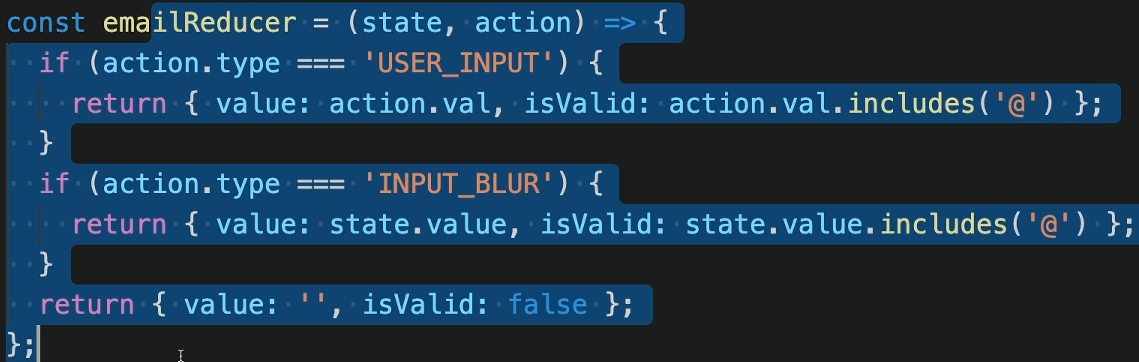 const emailReducer = (state, action) => {
  if (action.type === 'USER_INPUT') {
    return { value: action.val, isValid: action.val.includes('@') };
  }
  if (action.type === 'INPUT_BLUR') {
    return { value: state.value, isValid: state.value.includes('@') };
  }
  return { value: '', isValid: false };
};